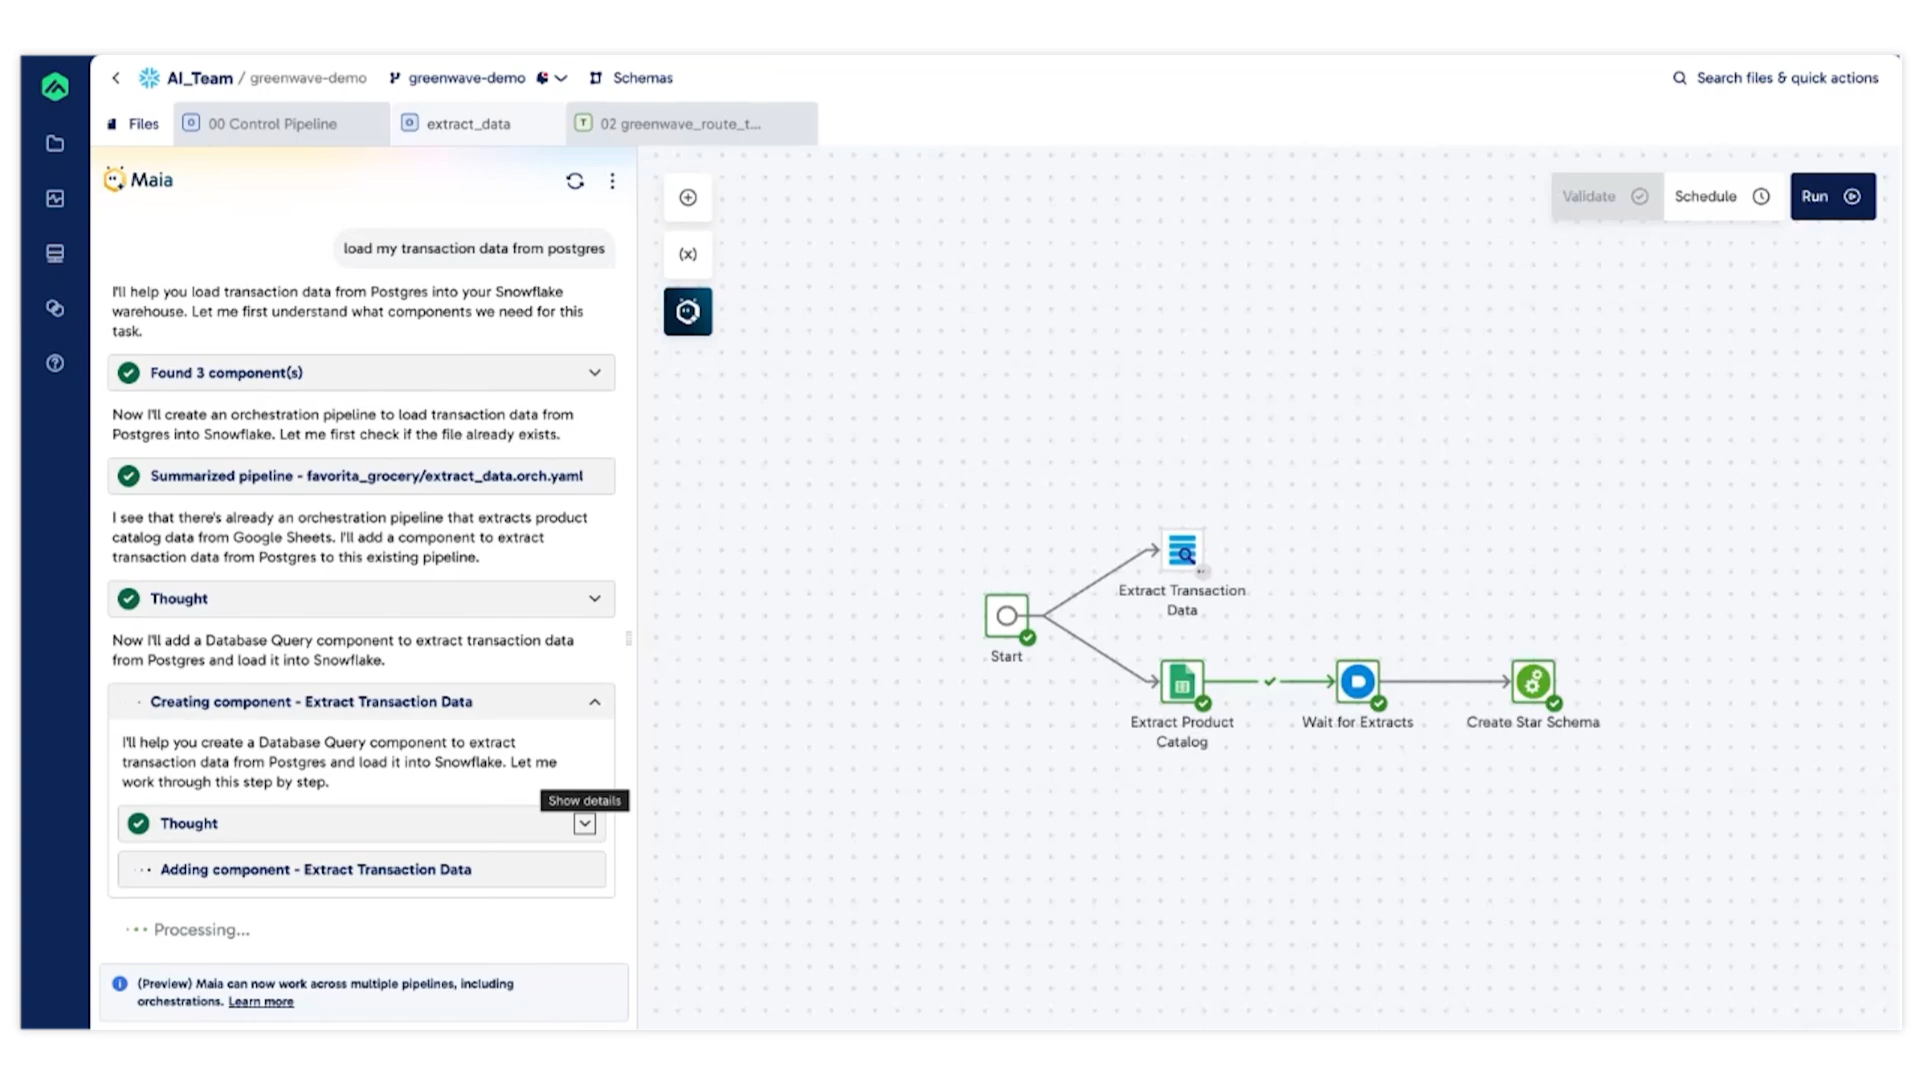 AI_Team / greenwave-demo greenwave-demo Schemas Search files & quick actions
Files 00 Control Pipeline extract_data T 02 greenwave_route_t...
Maia
Validate Schedule Run
(x)
load my transaction data from postgres
I'll help you load transaction data from Postgres into your Snowflake
warehouse. Let me first understand what components we need for this
task.
Found 3 component(s)
Now I'll create an orchestration pipeline to load transaction data from
Postgres into Snowflake. Let me first check if the file already exists.
Summarized pipeline - favorita_grocery/extract_data.orch.yaml
I see that there's already an orchestration pipeline that extracts product
catalog data from Google Sheets. I'll add a component to extract
transaction data from Postgres to this existing pipeline.
Thought
Now I'll add a Database Query component to extract transaction data
from Postgres and load it into Snowflake.
Creating component - Extract Transaction Data
I'll help you create a Database Query component to extract
transaction data from Postgres and load it into Snowflake. Let me
work through this step by step.
Show details
Thought
Adding component - Extract Transaction Data
Processing...
(Preview) Maia can now work across multiple pipelines, including
orchestrations. Learn more
Extract Transaction
Data
Start
Extract Product
Catalog
Wait for Extracts
Create Star Schema